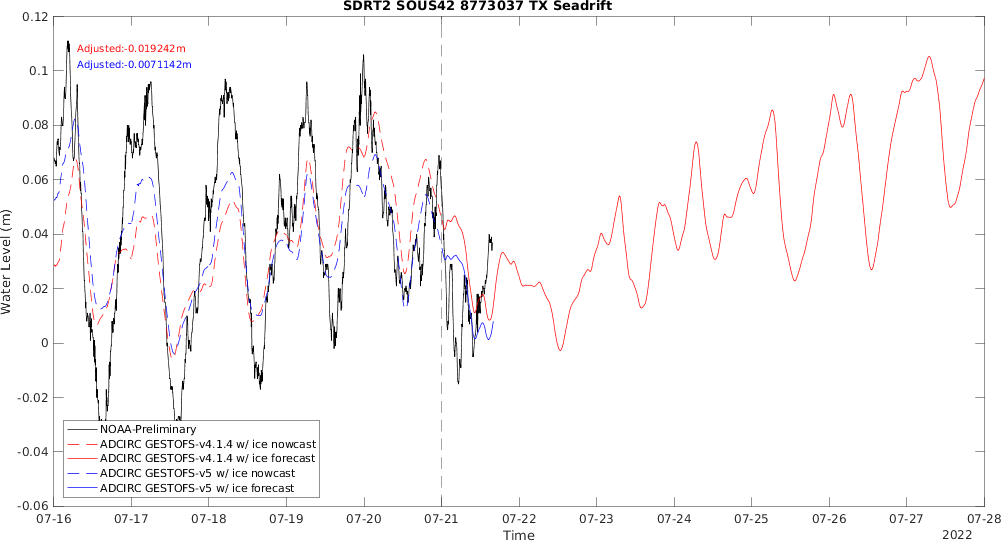 SDRT2 SOUS42 8773037 TX Seadrift
0.12
0.1
0.08
0.06
0.04
0.02
0
-0.02
-0.04
-0.06
Water Level (m)
Adjusted:-0.019242m
Adjusted:-0.0071142m
NOAA-Preliminary
ADCIRC GESTOFS-v4.1.4 w/ ice nowcast
ADCIRC GESTOFS-v4.1.4 w/ ice forecast
ADCIRC GESTOFS-v5 w/ ice nowcast
ADCIRC GESTOFS-v5 w/ ice forecast
07-16 07-17 07-18 07-19 07-20 07-21 07-22 07-23 07-24 07-25 07-26 07-27 07-28
Time
2022